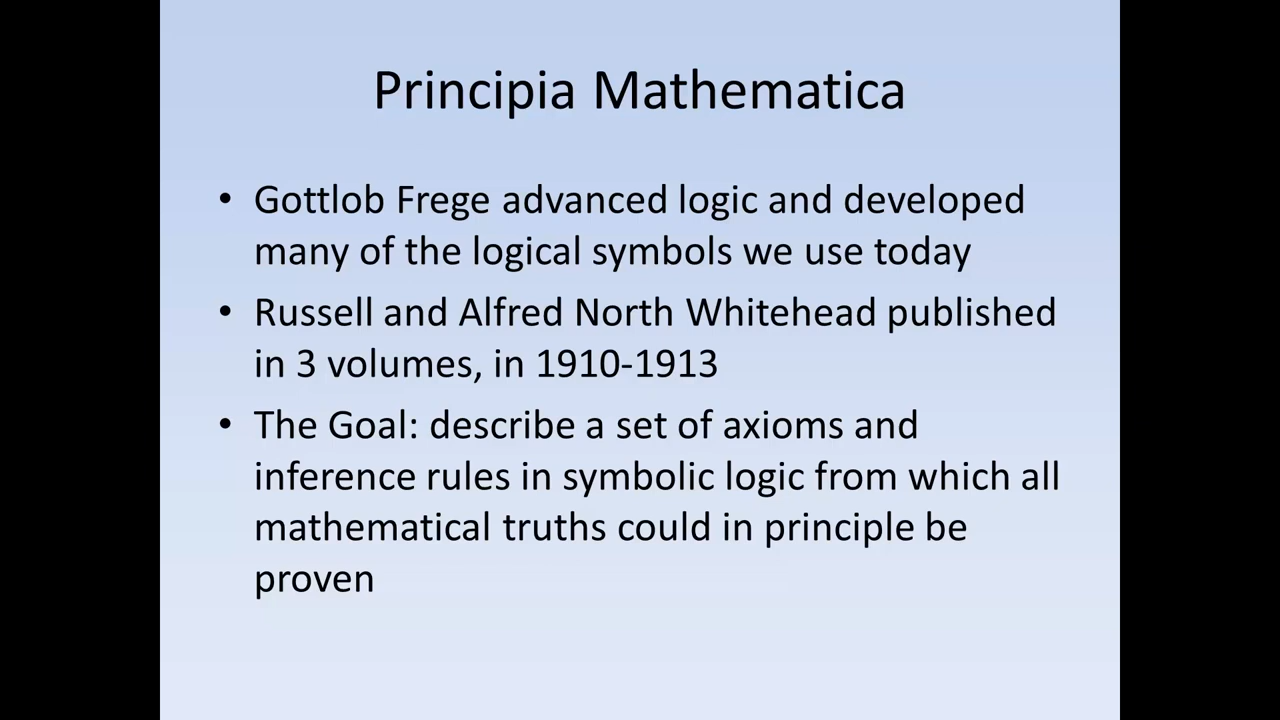 Principia Mathematica
• Gottlob Frege advanced logic and developed
many of the logical symbols we use today
• Russell and Alfred North Whitehead published
in 3 volumes, in 1910-1913
• The Goal: describe a set of axioms and
inference rules in symbolic logic from which all
mathematical truths could in principle be
proven